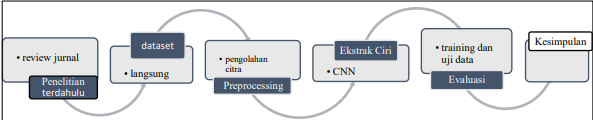 • review jurnal
Penelitian
terdahulu
dataset
• langsung
• pengolahan
citra
Preprocessing
Ekstrak Ciri
• CNN
• training dan
uji data
Evaluasi
Kesimpulan